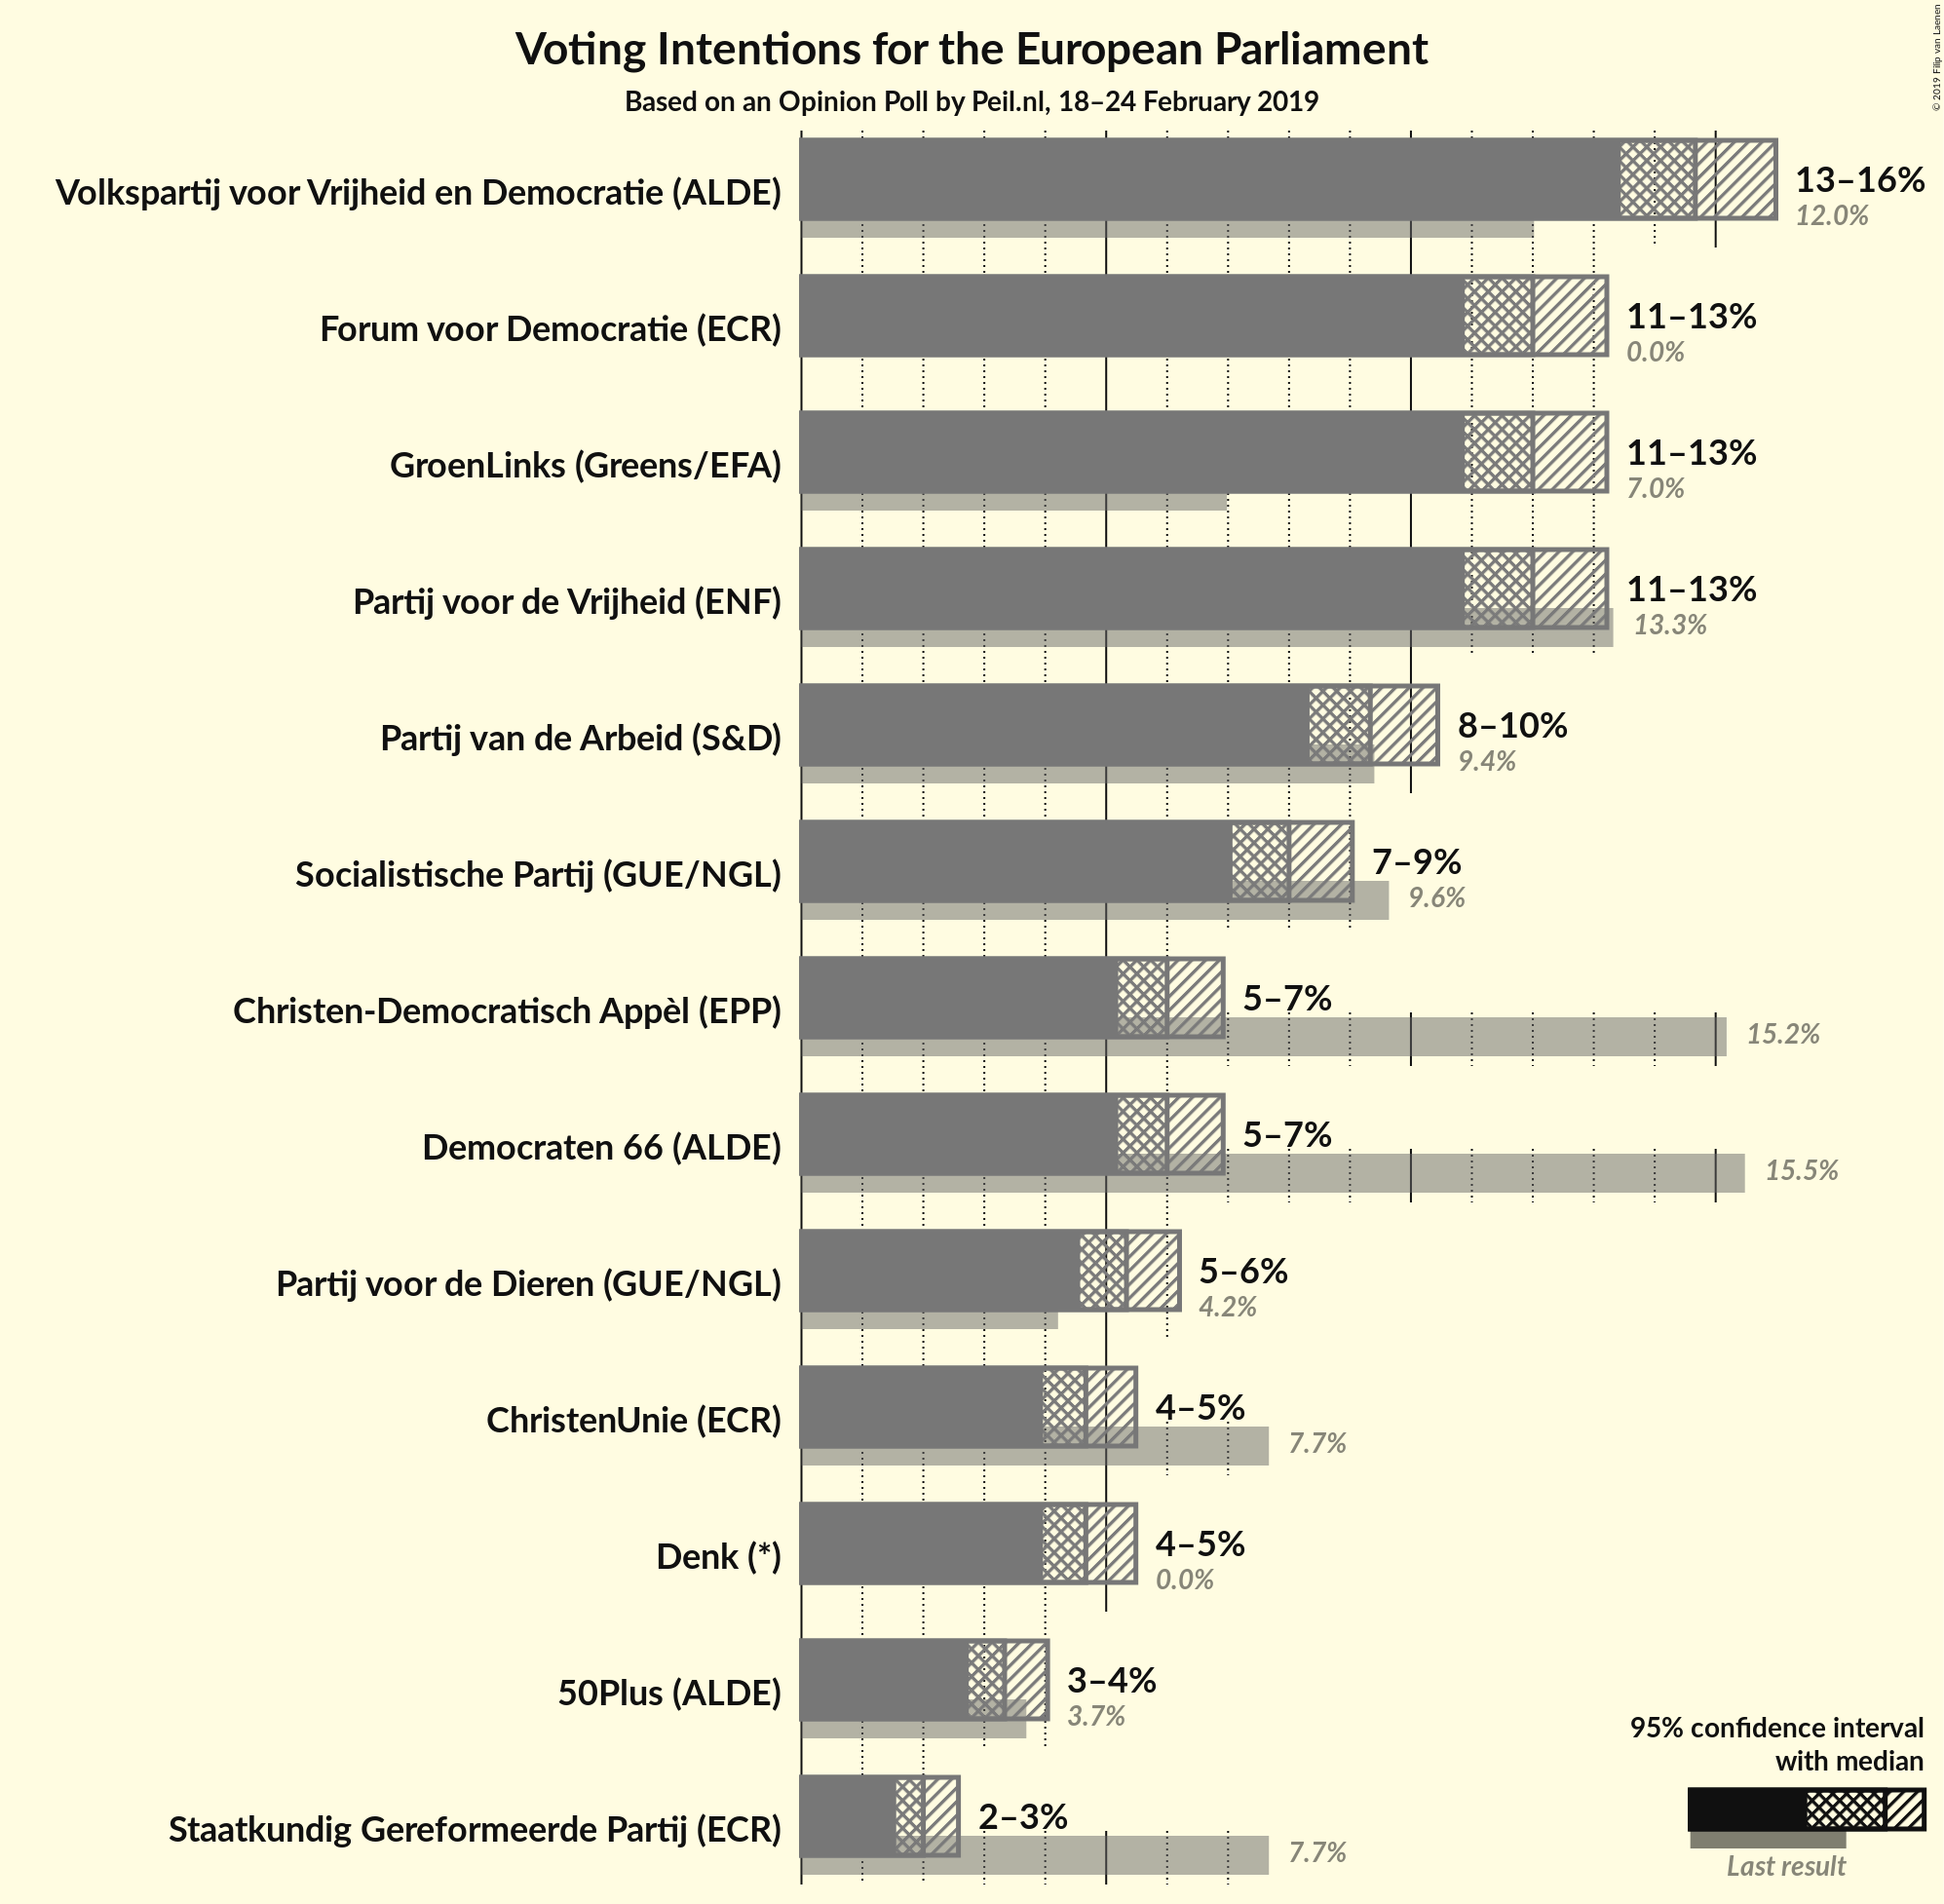 Voting Intentions for the European Parliament
Based on an Opinion Poll by Peil.nl, 18–24 February 2019
© 2019 Filip van Laenen
Volkspartij voor Vrijheid en Democratie (ALDE)
13–16%
12.0%
Forum voor Democratie (ECR)
11–13%
0.0%
GroenLinks (Greens/EFA)
11–13%
7.0%
Partij voor de Vrijheid (ENF)
11–13%
13.3%
Partij van de Arbeid (S&D)
8–10%
9.4%
Socialistische Partij (GUE/NGL)
7–9%
9.6%
Christen-Democratisch Appèl (EPP)
5–7%
15.2%
Democraten 66 (ALDE)
5–7%
15.5%
Partij voor de Dieren (GUE/NGL)
5–6%
4.2%
ChristenUnie (ECR)
4–5%
7.7%
Denk (*)
4–5%
0.0%
50Plus (ALDE)
3–4%
3.7%
Staatkundig Gereformeerde Partij (ECR)
2–3%
7.7%
95% confidence interval
with median
Last result